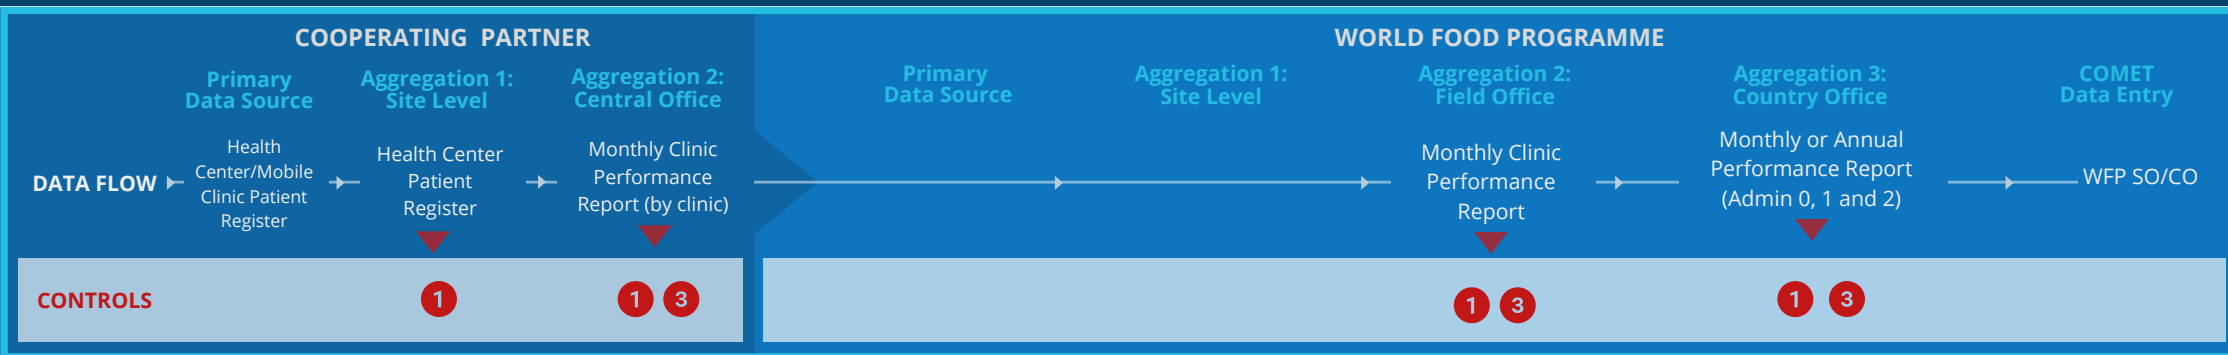 COOPERATING PARTNER
WORLD FOOD PROGRAMME
Primary
Data Source
Aggregation 1:
Site Level
Aggregation 2:
Central Office
Primary
Data Source
Aggregation 1:
Site Level
Aggregation 2:
Field Office
Aggregation 3:
Country Office
COMET
Data Entry
DATA FLOW
Health
Center/Mobile
Clinic Patient
Register
Health Center
Patient
Register
Monthly Clinic
Performance
Report (by clinic)
Monthly Clinic
Performance
Report
Monthly or Annual
Performance Report
(Admin 0, 1 and 2)
WFP SO/CO
CONTROLS
1
1 3
1 3
1 3